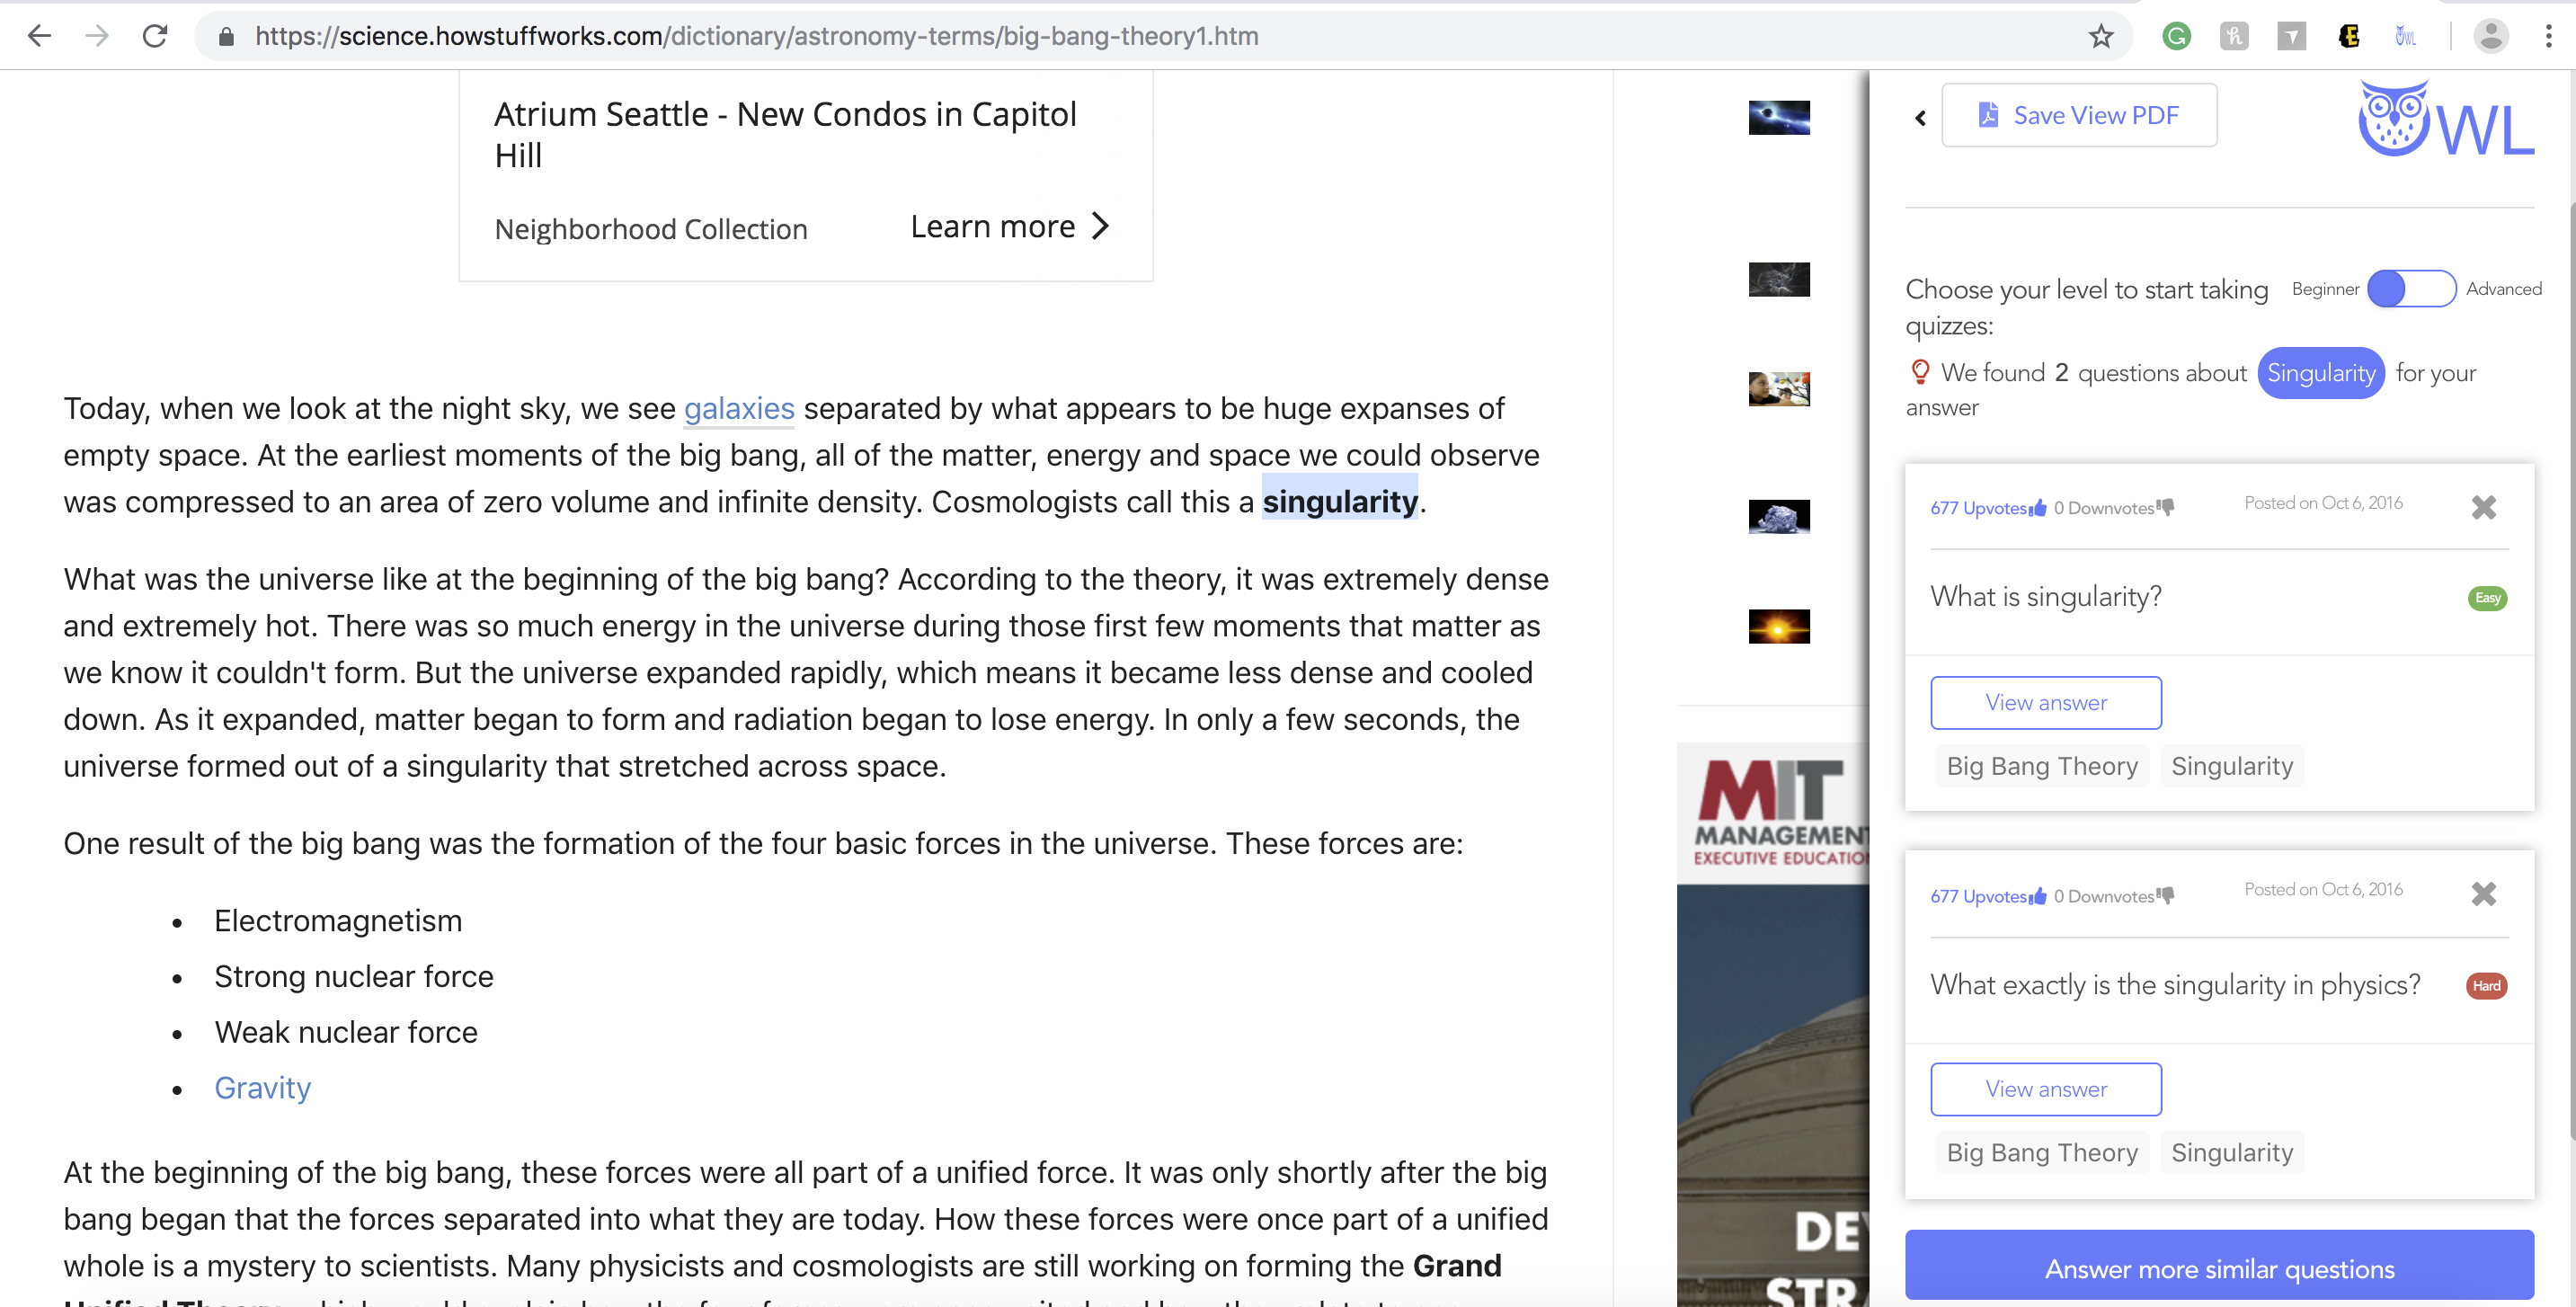 https://science.howstuffworks.com/dictionary/astronomy-terms/big-bang-theory1.htm
Atrium Seattle - New Condos in Capitol
Hill
Neighborhood Collection
Learn more
Today, when we look at the night sky, we see galaxies separated by what appears to be huge expanses of
empty space. At the earliest moments of the big bang, all of the matter, energy and space we could observe
was compressed to an area of zero volume and infinite density. Cosmologists call this a singularity.
What was the universe like at the beginning of the big bang? According to the theory, it was extremely dense
and extremely hot. There was so much energy in the universe during those first few moments that matter as
we know it couldn't form. But the universe expanded rapidly, which means it became less dense and cooled
down. As it expanded, matter began to form and radiation began to lose energy. In only a few seconds, the
universe formed out of a singularity that stretched across space.
One result of the big bang was the formation of the four basic forces in the universe. These forces are:
• Electromagnetism
• Strong nuclear force
• Weak nuclear force
• Gravity
At the beginning of the big bang, these forces were all part of a unified force. It was only shortly after the big
bang began that the forces separated into what they are today. How these forces were once part of a unified
whole is a mystery to scientists. Many physicists and cosmologists are still working on forming the Grand
MIT
MANAGEMENT
EXECUTIVE EDUCATIO
DE
STR
Save View PDF
OWL
Choose your level to start taking
quizzes:
Beginner
Advanced
We found 2 questions about Singularity for your
answer
677 Upvotes 0 Downvotes
Posted on Oct 6, 2016
What is singularity?
Easy
View answer
Big Bang Theory
Singularity
677 Upvotes 0 Downvotes
Posted on Oct 6, 2016
What exactly is the singularity in physics?
Hard
View answer
Big Bang Theory
Singularity
Answer more similar questions